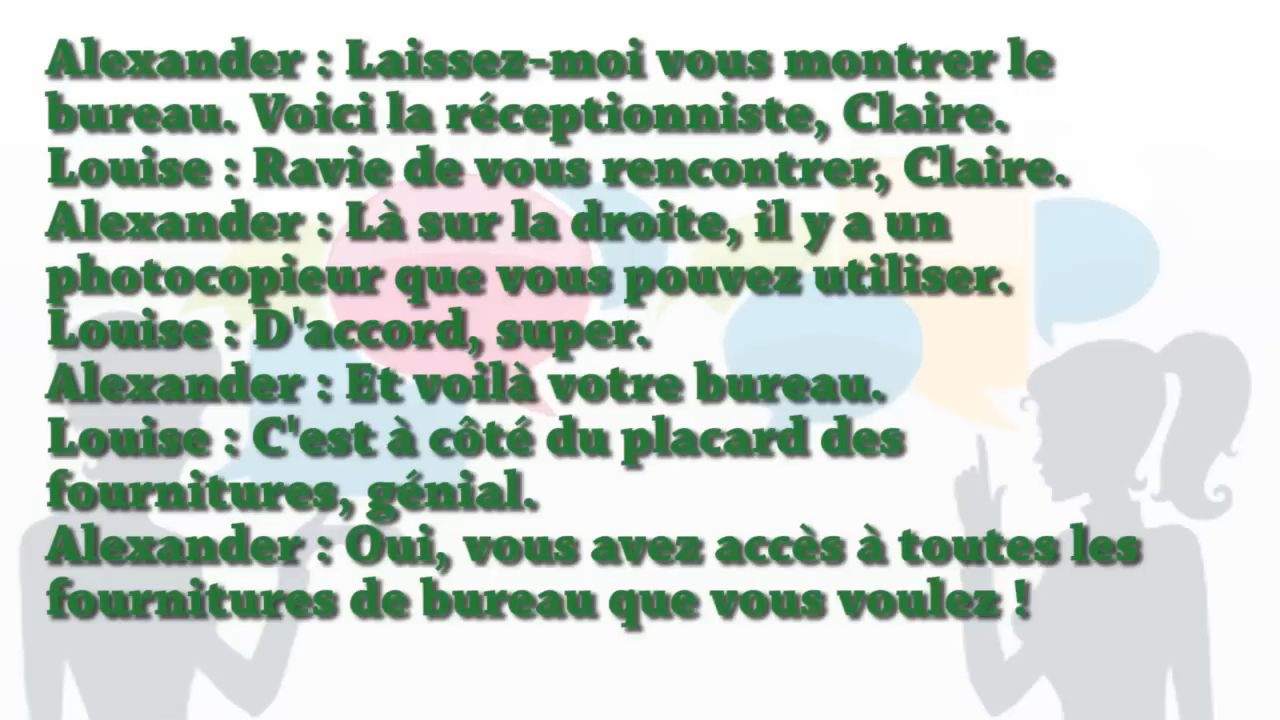 Alexander : Laissez-moi vous montrer le
bureau. Voici la réceptionniste, Claire.
Louise : Ravie de vous rencontrer, Claire.
Alexander : Là sur la droite, il y a un
photocopieur que vous pouvez utiliser.
Louise : D'accord, super.
Alexander : Et voilà votre bureau.
Louise : C'est à côté du placard des
fournitures, génial.
Alexander : Oui, vous avez accès à toutes les
fournitures de bureau que vous voulez !